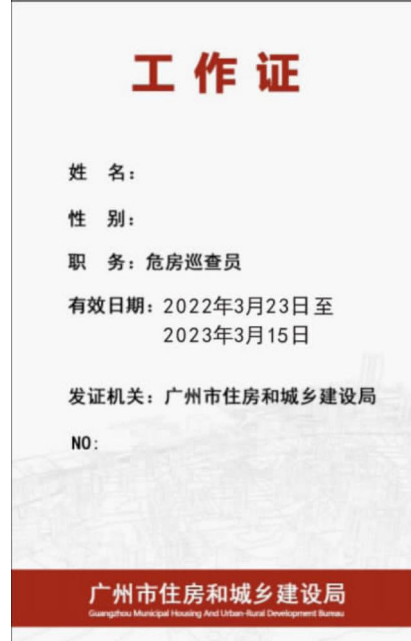 工作证
姓 名：
性 别：
职 务：危房巡查员
有效日期：2022年3月23日至
2023年3月15日
发证机关：广州市住房和城乡建设局
NO:
广州市住房和城乡建设局
Guangzhou Municipal Housing And Urban-Rural Development Bureau